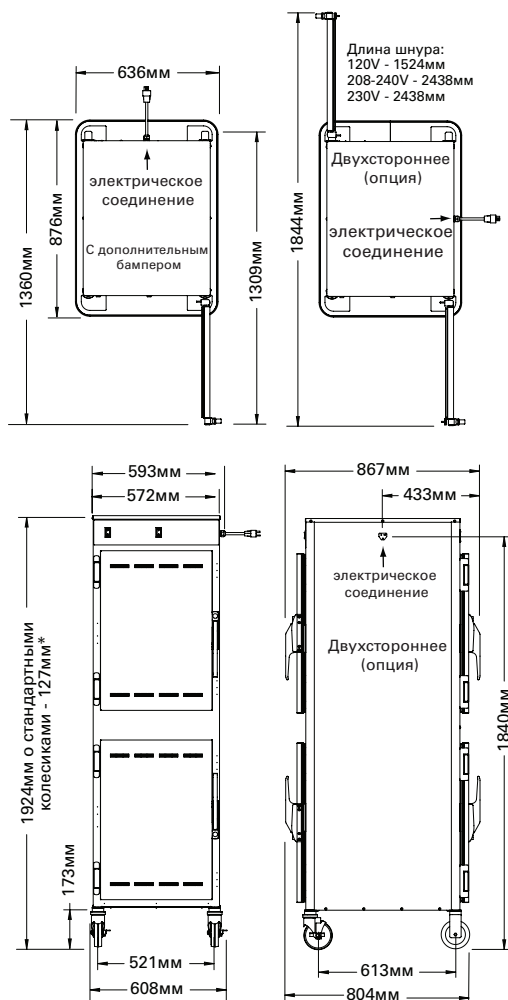 636мм
Длина шнура:
120V - 1524мм
208-240V - 2438мм
230V - 2438мм
1360мм
876мм
электрическое
соединение
С дополнительным
бампером
1309мм
1844мм
Двухстороннее
(опция)
электрическое
соединение
593мм
572мм
867мм
433мм
1924мм о стандартными
колесиками - 127мм*
173мм
521мм
608мм
электрическое
соединение
Двухстороннее
(опция)
1840мм
613мм
804мм